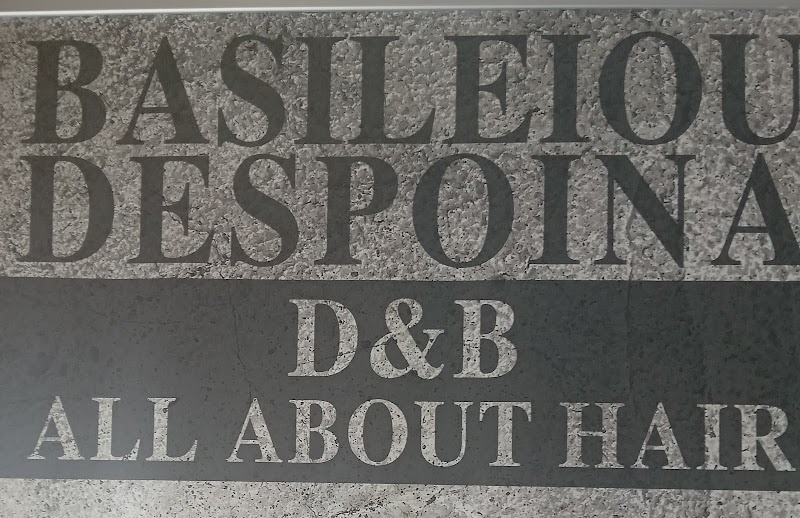 BASILEIOU
DESPOINA
D&B
ALL ABOUT HAIR